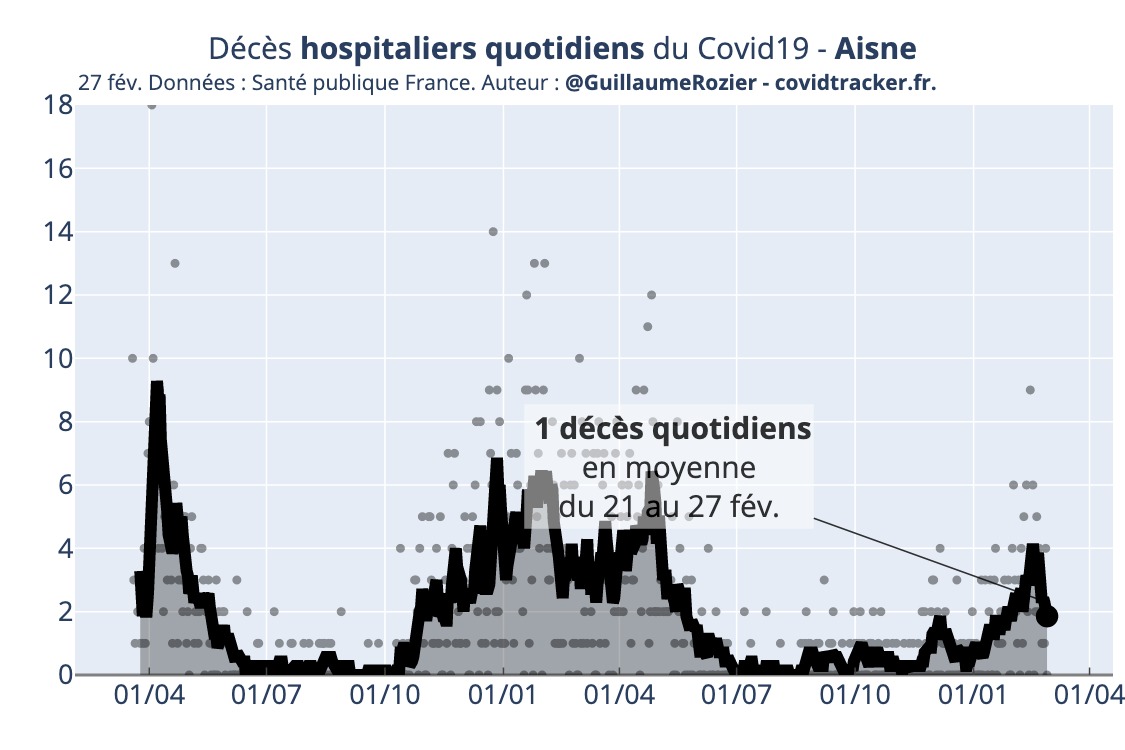 Décès hospitaliers quotidiens du Covid19 - Aisne
27 fév. Données : Santé publique France. Auteur : @GuillaumeRozier - covidtracker.fr.
18
16
14
12
10
8
6
4
2
0
1 décès quotidiens
en moyenne
du 21 au 27 fév.
01/04 01/07 01/10 01/01 01/04 01/07 01/10 01/01 01/04